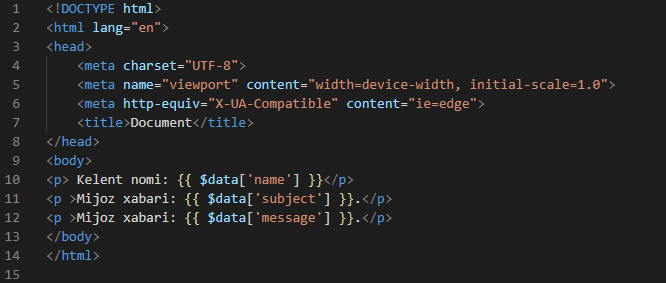 1 <!DOCTYPE html>
2 <html lang="en">
3 <head>
4     <meta charset="UTF-8">
5     <meta name="viewport" content="width=device-width, initial-scale=1.0">
6     <meta http-equiv="X-UA-Compatible" content="ie=edge">
7     <title>Document</title>
8 </head>
9 <body>
10 <p> Kelent nomi: {{ $data['name'] }}</p>
11 <p >Mijoz xabari: {{ $data['subject'] }}.</p>
12 <p >Mijoz xabari: {{ $data['message'] }}.</p>
13 </body>
14 </html>
15